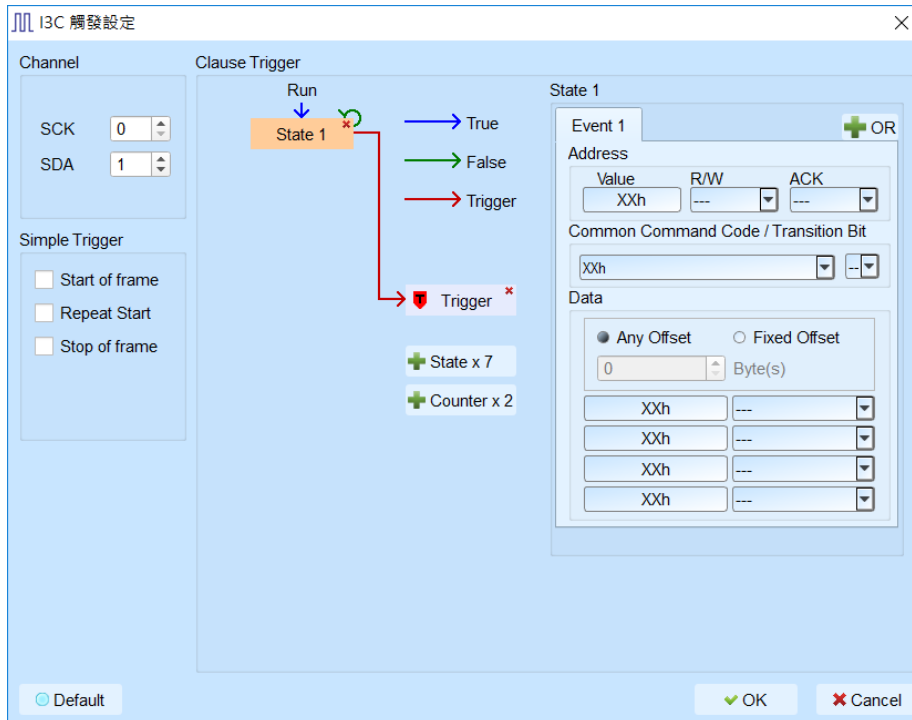 I3C 觸發設定
Channel
SCK 0
SDA 1
Simple Trigger
Start of frame
Repeat Start
Stop of frame
Clause Trigger
Run
State 1
True
False
Trigger
T Trigger
State x 7
Counter x 2
State 1
Event 1
OR
Address
Value R/W ACK
XXh --- ---
Common Command Code / Transition Bit
XXh --
Data
Any Offset Fixed Offset
0 Byte(s)
XXh ---
XXh ---
XXh ---
XXh ---
Default
OK
Cancel